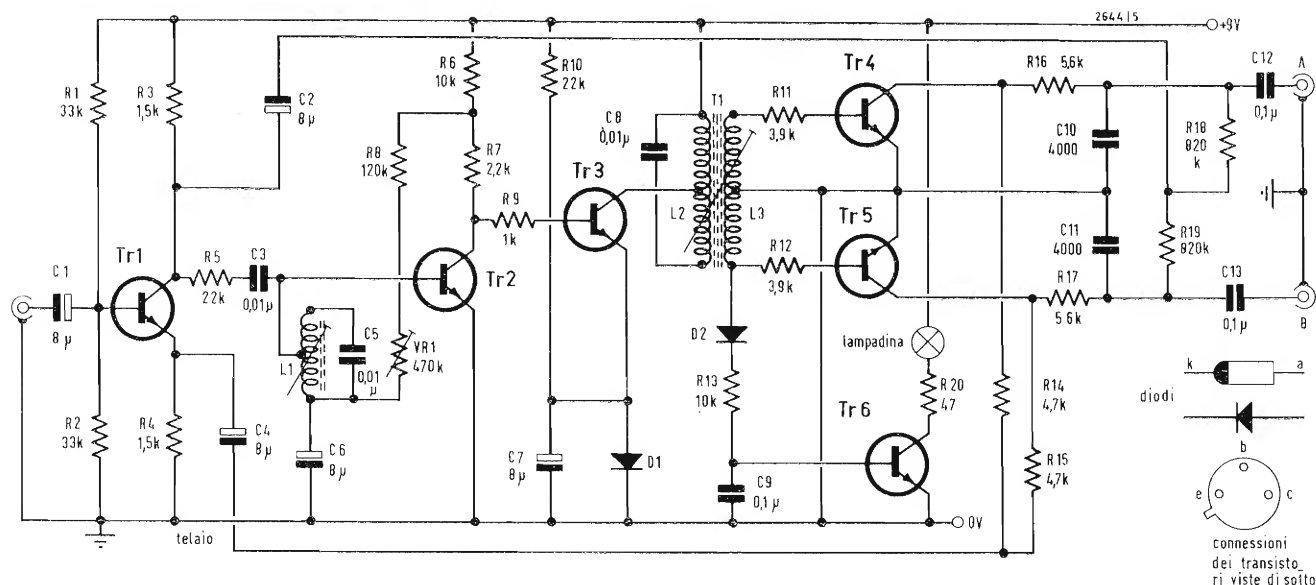 2644|5
+9V
R1
33k
R3
1,5k
C2
8µ
R6
10k
R10
22k
Tr4
R16 5,6k
C12
0,1µ
A
R8
120k
R7
2,2k
C8
0,01µ
T1
R11
3,9k
C10
4000
R18
820
k
Tr3
R9
1k
L2
L3
Tr5
C11
4000
R19
820k
Tr1
R5
22k
C3
0,01µ
Tr2
R12
3,9k
R17
5 6k
C13
0,1µ
B
C1
8µ
L1
C5
0,01
µ
VR1
470k
D2
lampadina
R13
10k
R20
47
R14
4,7k
k
a
diodi
R2
33k
R4
1,5k
C4
8µ
C6
8µ
C7
8µ
D1
Tr6
C9
0,1µ
R15
4,7k
b
e
c
telaio
0V
connessioni
dei transisto_
ri viste di sotto